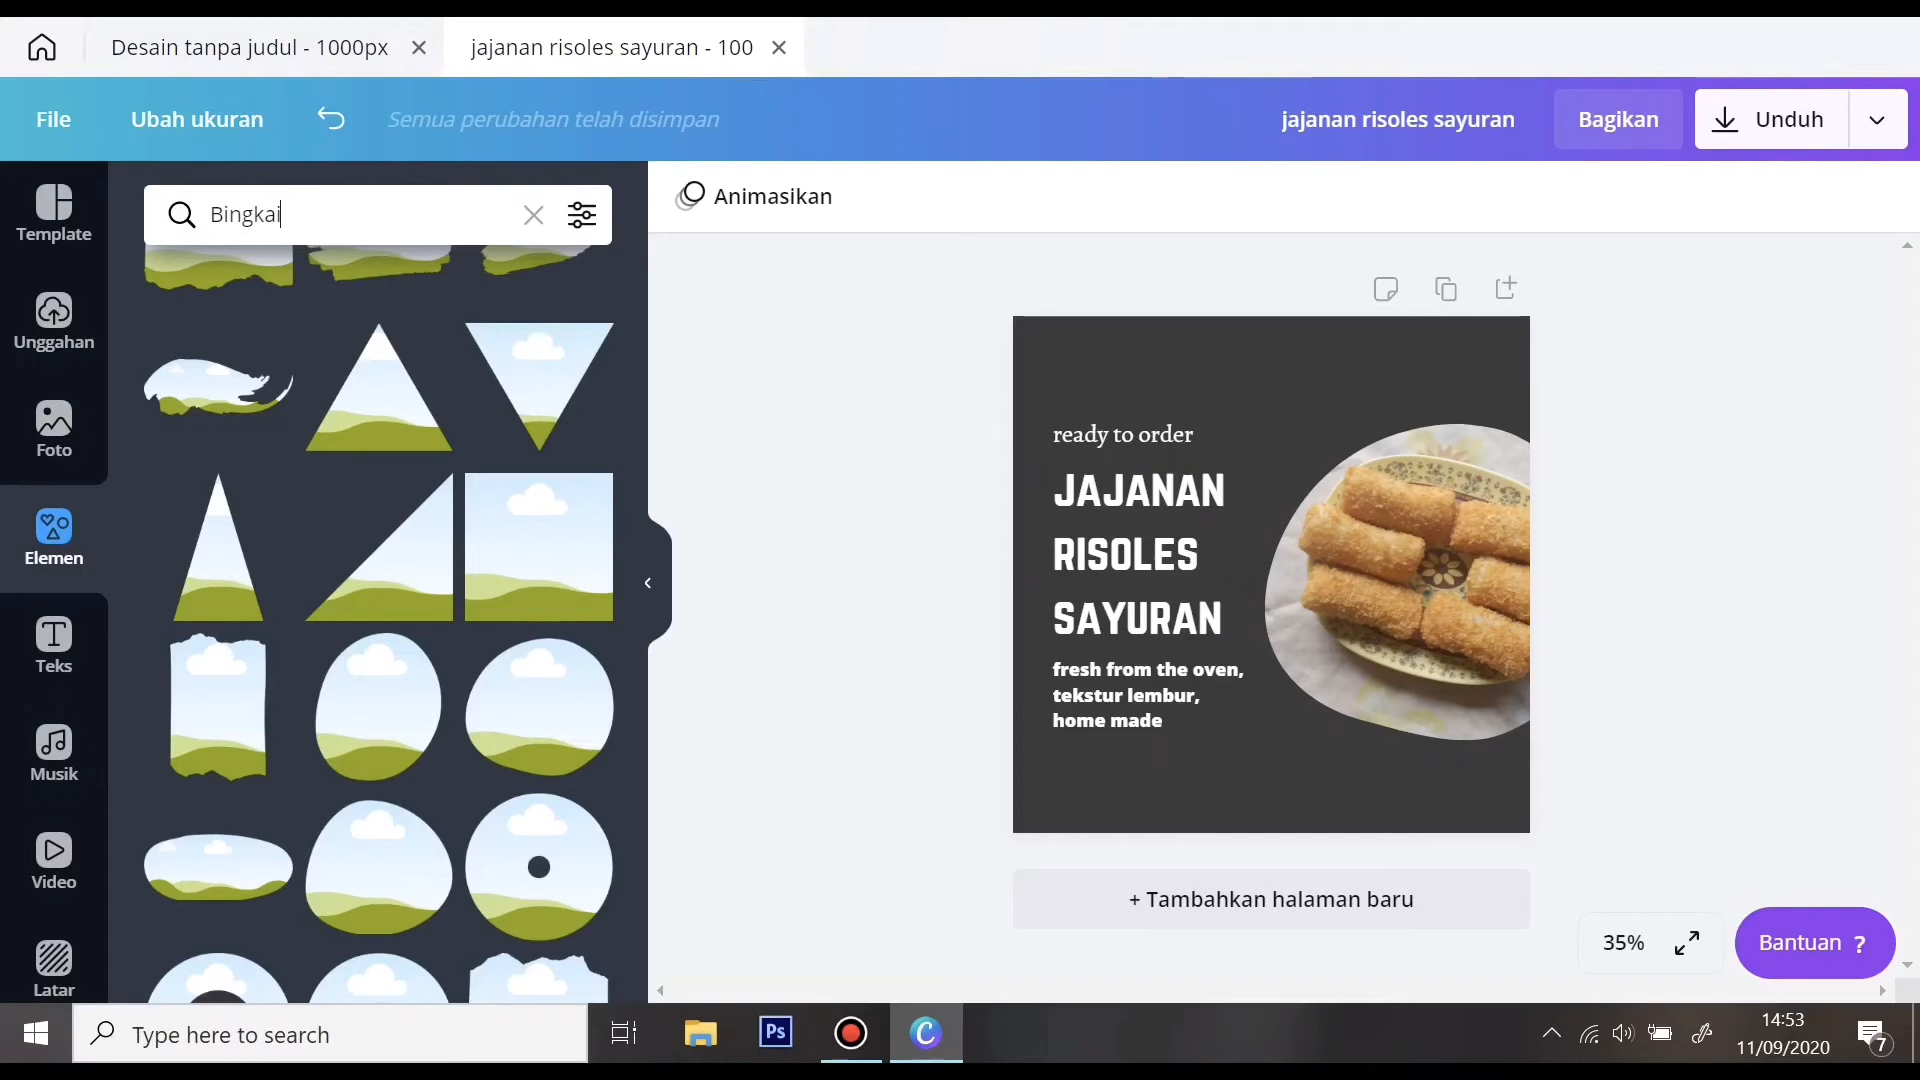 Desain tanpa judul - 1000px
jajanan risoles sayuran - 100
File
Ubah ukuran
Semua perubahan telah disimpan
jajanan risoles sayuran
Bagikan
Unduh
Template
Unggahan
Foto
Elemen
Teks
Musik
Video
Latar
Bingkai
Animasikan
ready to order
JAJANAN
RISOLES
SAYURAN
fresh from the oven,
tekstur lembur,
home made
+ Tambahkan halaman baru
35%
Bantuan ?
Type here to search
Ps
14:53
11/09/2020
7